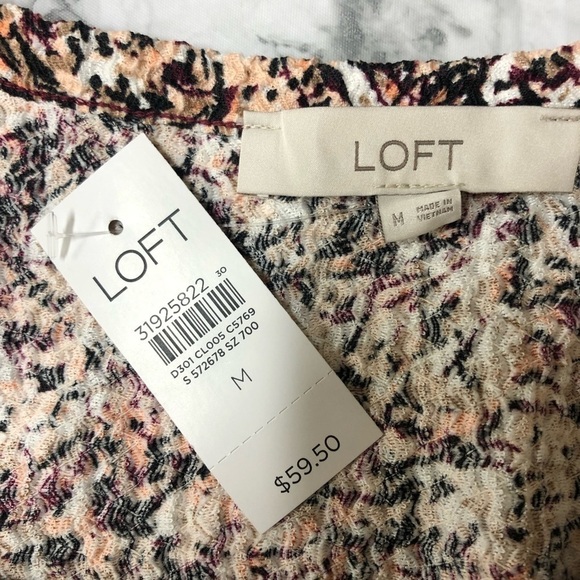 LOFT
M
MADE IN
VIETNAM
LOFT
31925822 30
D301 CL005 C5769
S 572678 SZ 700
M
$59.50